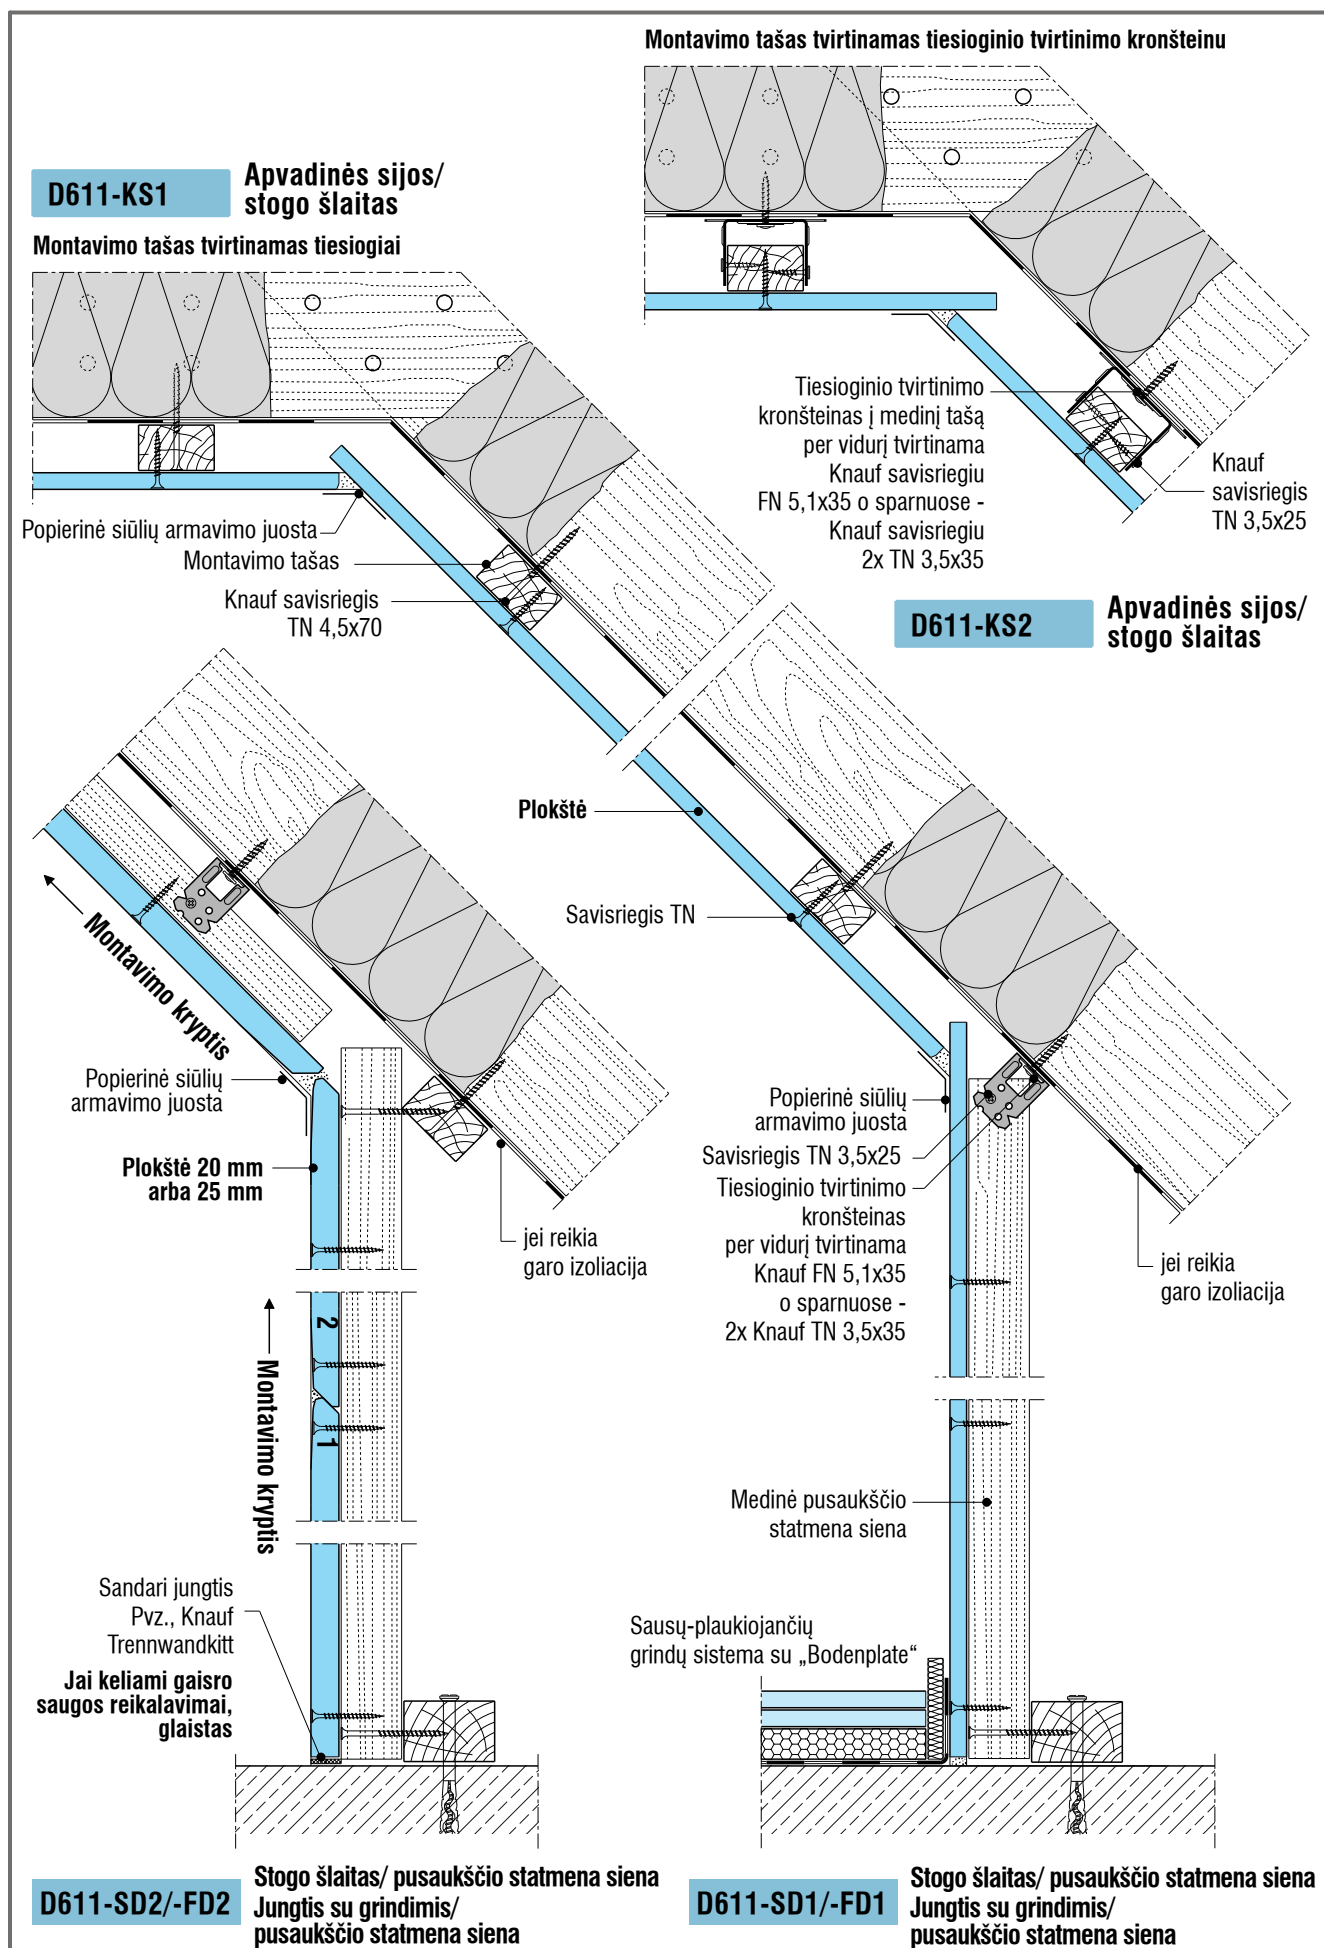 Montavimo tašas tvirtinamas tiesioginio tvirtinimo kronšteinu
D611-KS1
Apvadinės sijos/
stogo šlaitas
Montavimo tašas tvirtinamas tiesiogiai
Tiesioginio tvirtinimo
kronšteinas į medinį tašą
per vidurį tvirtinama
Knauf savisriegiu
FN 5,1x35 o sparnuose -
Knauf savisriegiu
2x TN 3,5x35
Knauf
savisriegis
TN 3,5x25
Popierinė siūlių armavimo juosta
Montavimo tašas
Knauf savisriegis
TN 4,5x70
D611-KS2
Apvadinės sijos/
stogo šlaitas
Plokštė
Savisriegis TN
Montavimo kryptis
Popierinė siūlių
armavimo juosta
Plokštė 20 mm
arba 25 mm
jei reikia
garo izoliacija
Popierinė siūlių
armavimo juosta
Savisriegis TN 3,5x25
Tiesioginio tvirtinimo
kronšteinas
per vidurį tvirtinama
Knauf FN 5,1x35
o sparnuose -
2x Knauf TN 3,5x35
jei reikia
garo izoliacija
2
1
Montavimo kryptis
Medinė pusaukščio
statmena siena
Sandari jungtis
Pvz., Knauf
Trennwandkitt
Jai keliami gaisro
saugos reikalavimai,
glaistas
Sausų-plaukiojančių
grindų sistema su „Bodenplate“
D611-SD2/-FD2
Stogo šlaitas/ pusaukščio statmena siena
Jungtis su grindimis/
pusaukščio statmena siena
D611-SD1/-FD1
Stogo šlaitas/ pusaukščio statmena siena
Jungtis su grindimis/
pusaukščio statmena siena